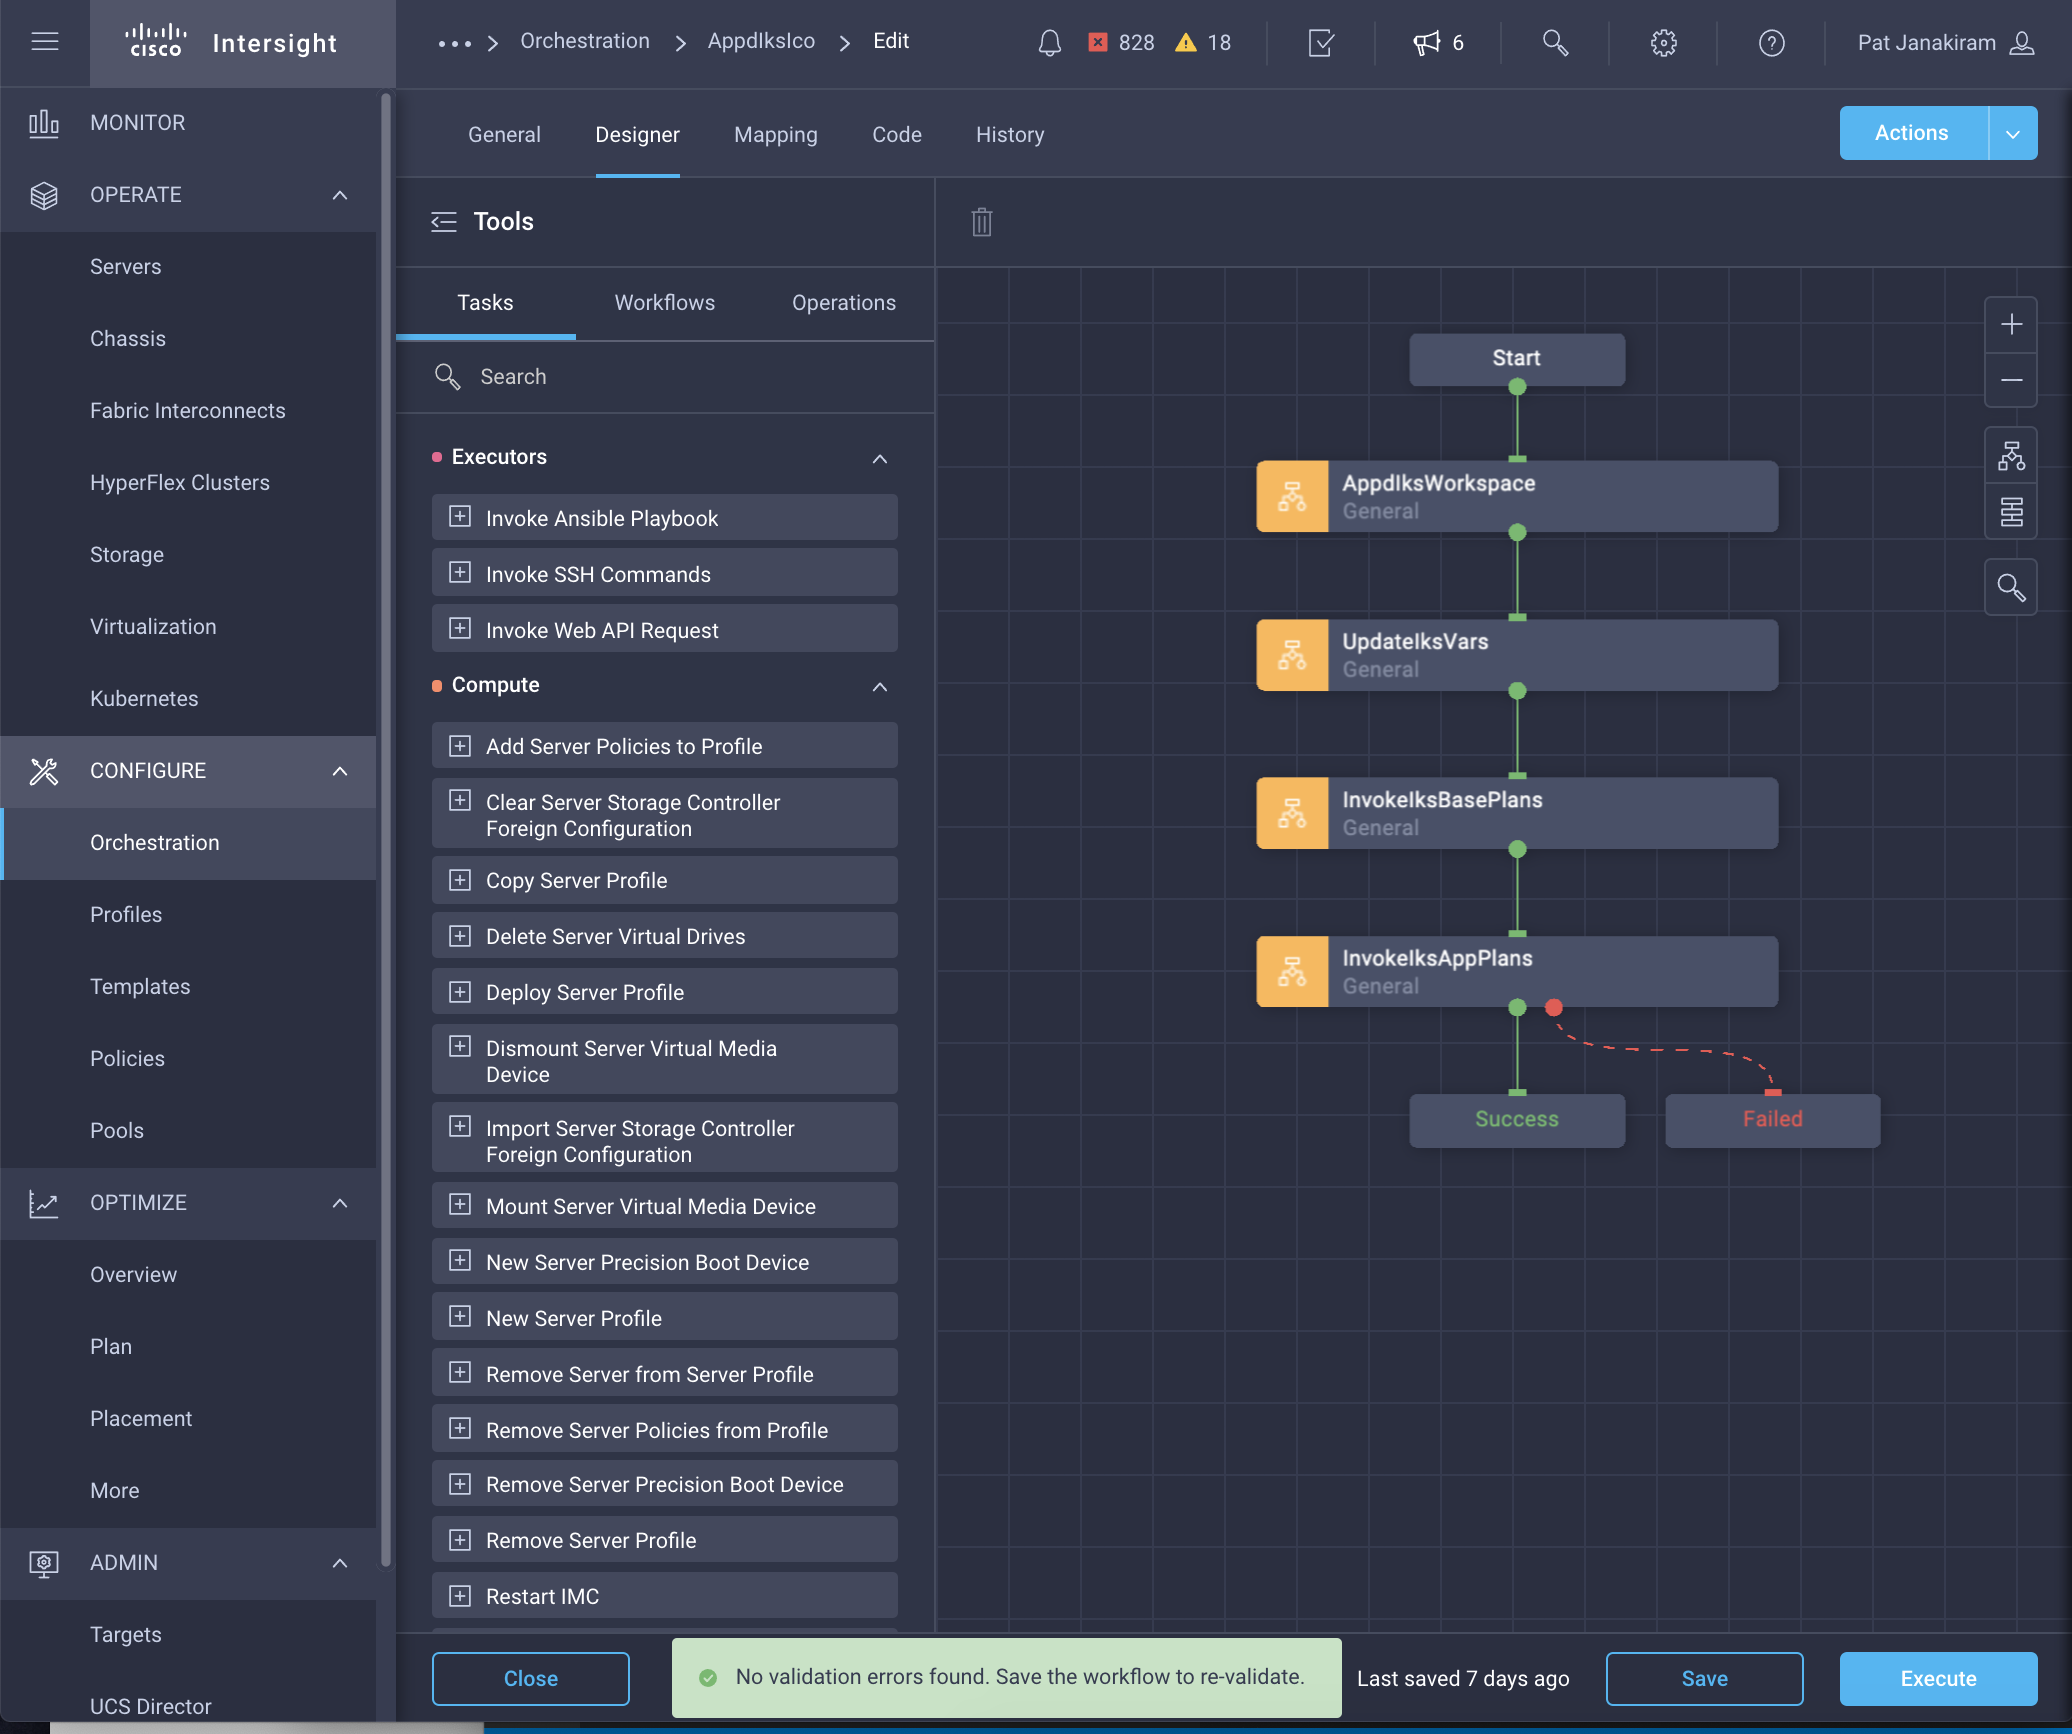 CISCO Intersight
Orchestration AppdIksIco Edit
828 18 6
Pat Janakiram
MONITOR
OPERATE
Servers
Chassis
Fabric Interconnects
HyperFlex Clusters
Storage
Virtualization
Kubernetes
CONFIGURE
Orchestration
Profiles
Templates
Policies
Pools
OPTIMIZE
Overview
Plan
Placement
More
ADMIN
Targets
UCS Director
General Designer Mapping Code History
Actions
Tools
Tasks Workflows Operations
Search
Executors
Invoke Ansible Playbook
Invoke SSH Commands
Invoke Web API Request
Compute
Add Server Policies to Profile
Clear Server Storage Controller
Foreign Configuration
Copy Server Profile
Delete Server Virtual Drives
Deploy Server Profile
Dismount Server Virtual Media
Device
Import Server Storage Controller
Foreign Configuration
Mount Server Virtual Media Device
New Server Precision Boot Device
New Server Profile
Remove Server from Server Profile
Remove Server Policies from Profile
Remove Server Precision Boot Device
Remove Server Profile
Restart IMC
Start
AppdIksWorkspace
General
UpdateIksVars
General
InvokeIksBasePlans
General
InvokeIksAppPlans
General
Success
Failed
Close
No validation errors found. Save the workflow to re-validate.
Last saved 7 days ago
Save
Execute